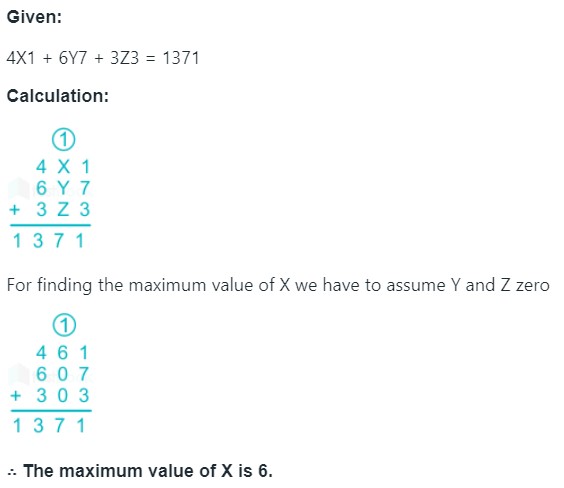 Given:
4X1 + 6Y7 + 3Z3 = 1371
Calculation:
①
4 X 1
6 Y 7
+ 3 Z 3
1 3 7 1
For finding the maximum value of X we have to assume Y and Z zero
①
4 6 1
6 0 7
+ 3 0 3
1 3 7 1
∴ The maximum value of X is 6.